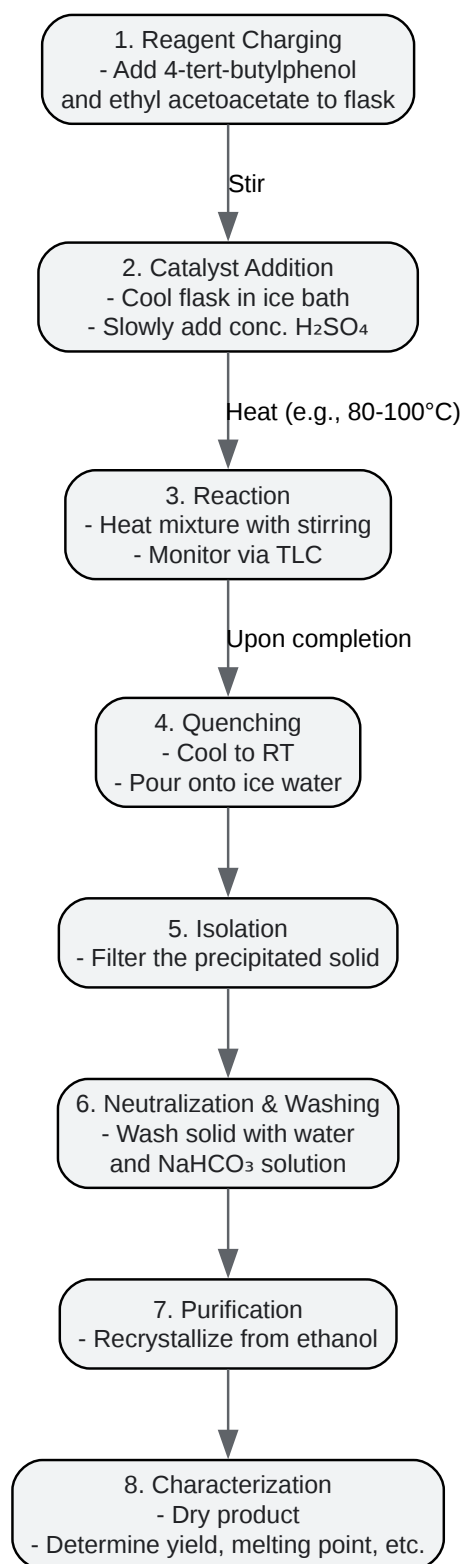 1. Reagent Charging
- Add 4-tert-butylphenol
and ethyl acetoacetate to flask
Stir
2. Catalyst Addition
- Cool flask in ice bath
- Slowly add conc. H₂SO₄
Heat (e.g., 80-100°C)
3. Reaction
- Heat mixture with stirring
- Monitor via TLC
Upon completion
4. Quenching
- Cool to RT
- Pour onto ice water
5. Isolation
- Filter the precipitated solid
6. Neutralization & Washing
- Wash solid with water
and NaHCO₃ solution
7. Purification
- Recrystallize from ethanol
8. Characterization
- Dry product
- Determine yield, melting point, etc.